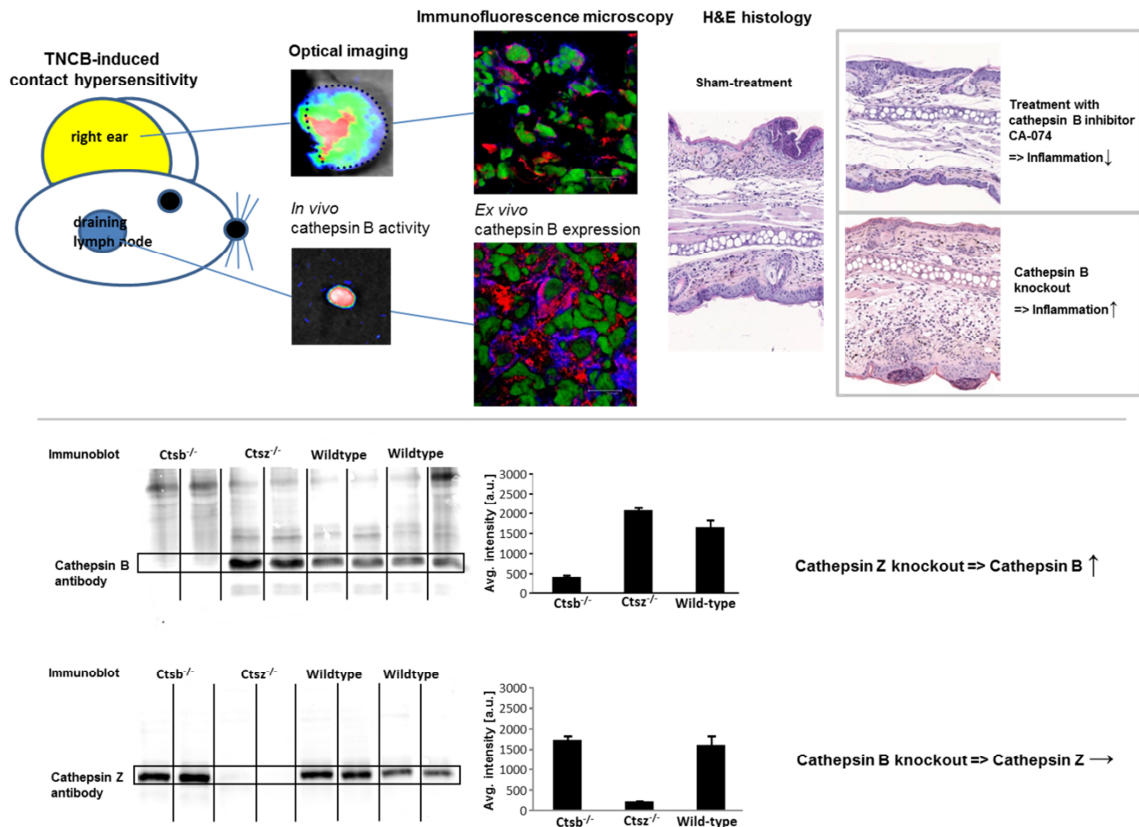 TNCB-induced
contact hypersensitivity
right ear
draining
lymph node
Optical imaging
In vivo
cathepsin B activity
Immunofluorescence microscopy
Ex vivo
cathepsin B expression
H&E histology
Sham-treatment
Treatment with
cathepsin B inhibitor
CA-074
=> Inflammation↓
Cathepsin B
knockout
=> Inflammation↑
Immunoblot Ctsb-/- Ctsz-/- Wildtype Wildtype
Cathepsin B
antibody
Avg. intensity [a.u.]
3000
2500
2000
1500
1000
500
0
Ctsb-/- Ctsz-/- Wild-type
Cathepsin Z knockout => Cathepsin B ↑
Immunoblot Ctsb-/- Ctsz-/- Wildtype Wildtype
Cathepsin Z
antibody
Avg. intensity [a.u.]
3000
2500
2000
1500
1000
500
0
Ctsb-/- Ctsz-/- Wild-type
Cathepsin B knockout => Cathepsin Z →